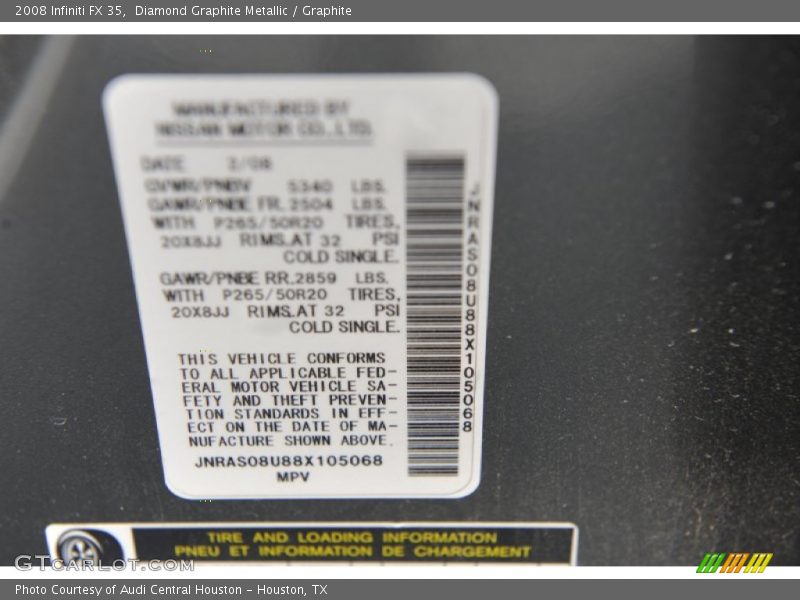 2008 Infiniti FX 35,  Diamond Graphite Metallic / Graphite
MANUFACTURED BY
NISSAN MOTOR CO.,LTD.
DATE 3/08
GVWR/PNBV 5340 LBS.
GAWR/PNBE FR.2504 LBS.
WITH P265/50R20 TIRES,
20X8JJ RIMS.AT 32 PSI
COLD SINGLE.
GAWR/PNBE RR.2859 LBS.
WITH P265/50R20 TIRES,
20X8JJ RIMS.AT 32 PSI
COLD SINGLE.
THIS VEHICLE CONFORMS
TO ALL APPLICABLE FED-
ERAL MOTOR VEHICLE SA-
FETY AND THEFT PREVEN-
TION STANDARDS IN EFF-
ECT ON THE DATE OF MA-
NUFACTURE SHOWN ABOVE.
JNRAS08U88X105068
MPV
JNRAS08U88X105068
TIRE AND LOADING INFORMATION
PNEU ET INFORMATION DE CHARGEMENT
GTCARLOT.COM
Photo Courtesy of Audi Central Houston - Houston, TX